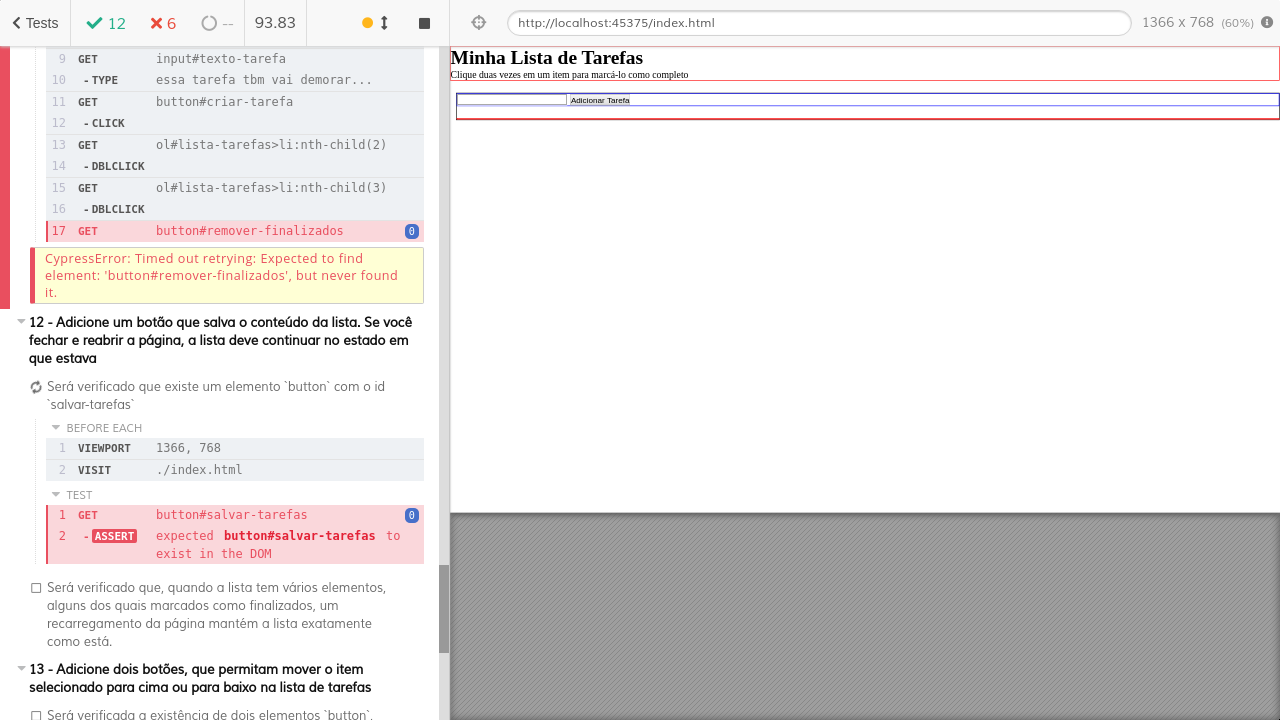 Tests 12 6 -- 93.83
http://localhost:45375/index.html 1366 x 768 (60%)
9 GET input#texto-tarefa
10 - TYPE essa tarefa tbm vai demorar...
11 GET button#criar-tarefa
12 - CLICK
13 GET ol#lista-tarefas>li:nth-child(2)
14 - DBLCLICK
15 GET ol#lista-tarefas>li:nth-child(3)
16 - DBLCLICK
17 GET button#remover-finalizados 0
CypressError: Timed out retrying: Expected to find
element: 'button#remover-finalizados', but never found
it.
12 - Adicione um botão que salva o conteúdo da lista. Se você
fechar e reabrir a página, a lista deve continuar no estado em
que estava
Será verificado que existe um elemento `button` com o id
`salvar-tarefas`
BEFORE EACH
1 VIEWPORT 1366, 768
2 VISIT ./index.html
TEST
1 GET button#salvar-tarefas 0
2 - ASSERT expected button#salvar-tarefas to
exist in the DOM
Será verificado que, quando a lista tem vários elementos,
alguns dos quais marcados como finalizados, um
recarregamento da página mantém a lista exatamente
como está.
13 - Adicione dois botões, que permitam mover o item
selecionado para cima ou para baixo na lista de tarefas
Será verificada a existência de dois elementos `button`,
Minha Lista de Tarefas
Clique duas vezes em um item para marcá-lo como completo
Adicionar Tarefa